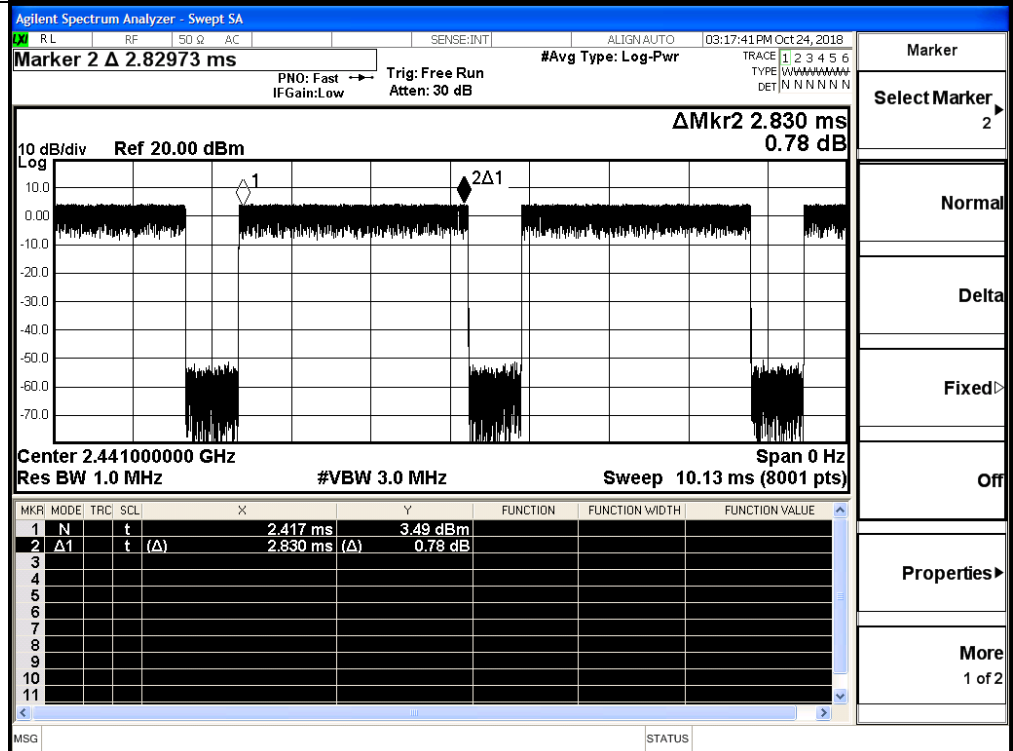 Agilent Spectrum Analyzer - Swept SA
LXI RL RF 50 Ω AC SENSE:INT ALIGN AUTO 03:17:41 PM Oct 24, 2018
Marker 2 Δ 2.82973 ms
PNO: Fast
IFGain:Low
Trig: Free Run
Atten: 30 dB
#Avg Type: Log-Pwr
TRACE 1 2 3 4 5 6
TYPE WWWWWW
DET N N N N N N
ΔMkr2 2.830 ms
0.78 dB
10 dB/div Ref 20.00 dBm
Log
10.0
0.00
-10.0
-20.0
-30.0
-40.0
-50.0
-60.0
-70.0
1
2Δ1
Center 2.441000000 GHz Span 0 Hz
Res BW 1.0 MHz #VBW 3.0 MHz Sweep 10.13 ms (8001 pts)
MKR MODE TRC SCL X Y FUNCTION FUNCTION WIDTH FUNCTION VALUE
1 N t 2.417 ms 3.49 dBm
2 Δ1 t (Δ) 2.830 ms (Δ) 0.78 dB
3
4
5
6
7
8
9
10
11
MSG STATUS
Marker
Select Marker
2
Normal
Delta
Fixed
Off
Properties
More
1 of 2